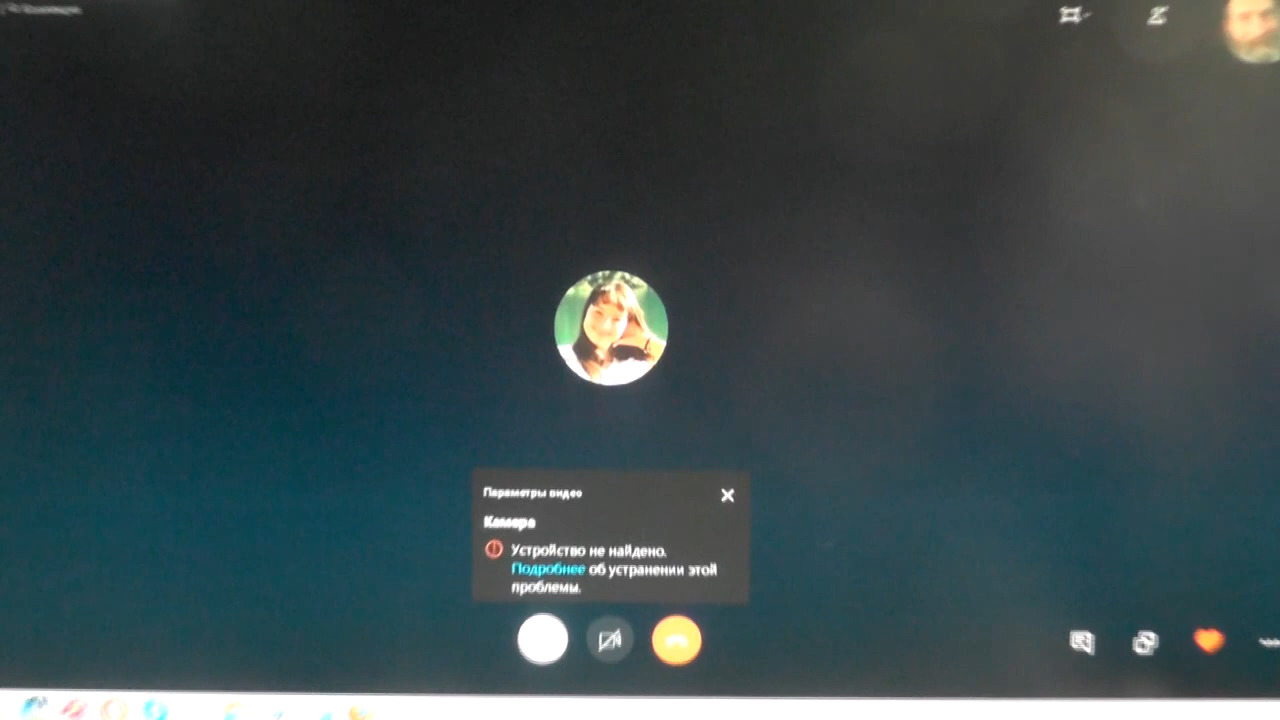 Параметры видео
Камера
Устройство не найдено.
Подробнее об устранении этой
проблемы.